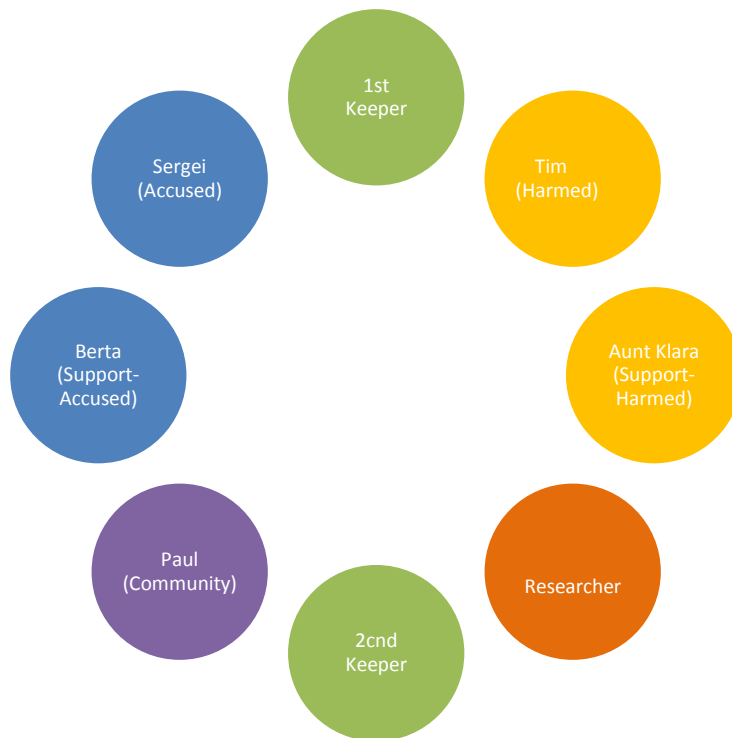 1st
Keeper
Sergei
(Accused)
Tim
(Harmed)
Berta
(Support-
Accused)
Aunt Klara
(Support-
Harmed)
Paul
(Community)
Researcher
2cnd
Keeper